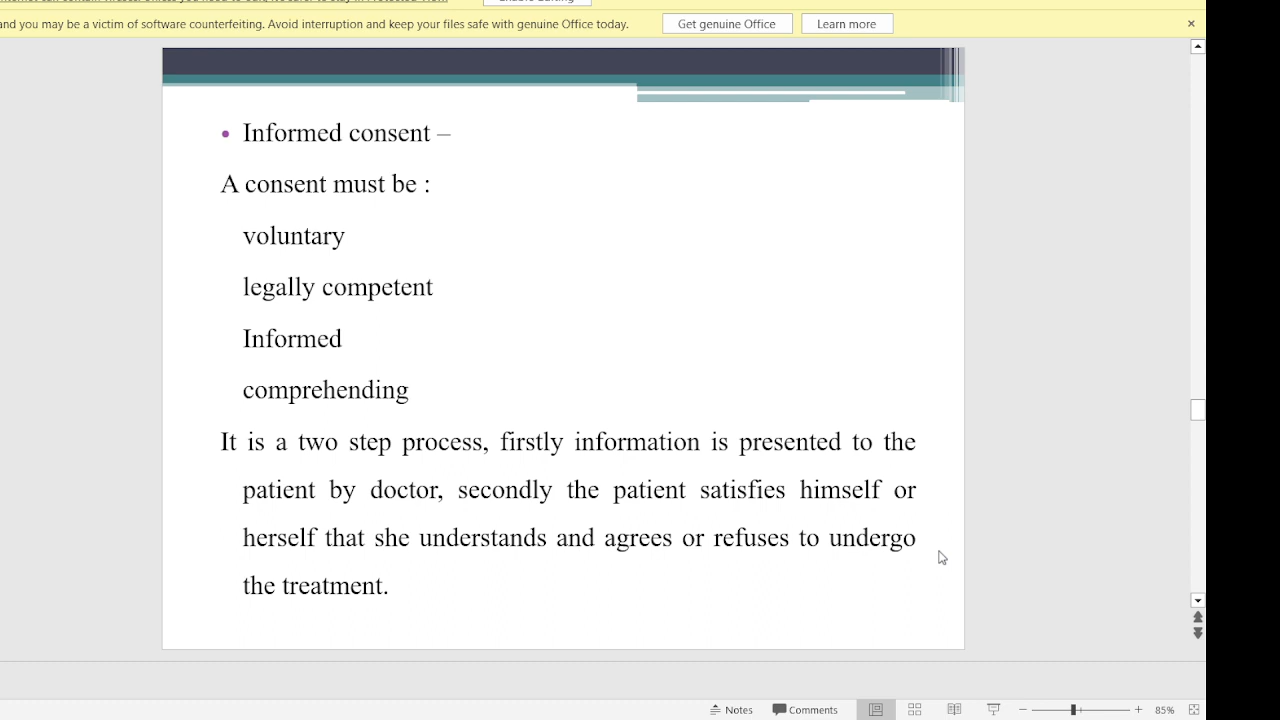 and you may be a victim of software counterfeiting. Avoid interruption and keep your files safe with genuine Office today.
Get genuine Office
Learn more
• Informed consent –
A consent must be :
voluntary
legally competent
Informed
comprehending
It is a two step process, firstly information is presented to the
patient by doctor, secondly the patient satisfies himself or
herself that she understands and agrees or refuses to undergo
the treatment.
Notes
Comments
85%